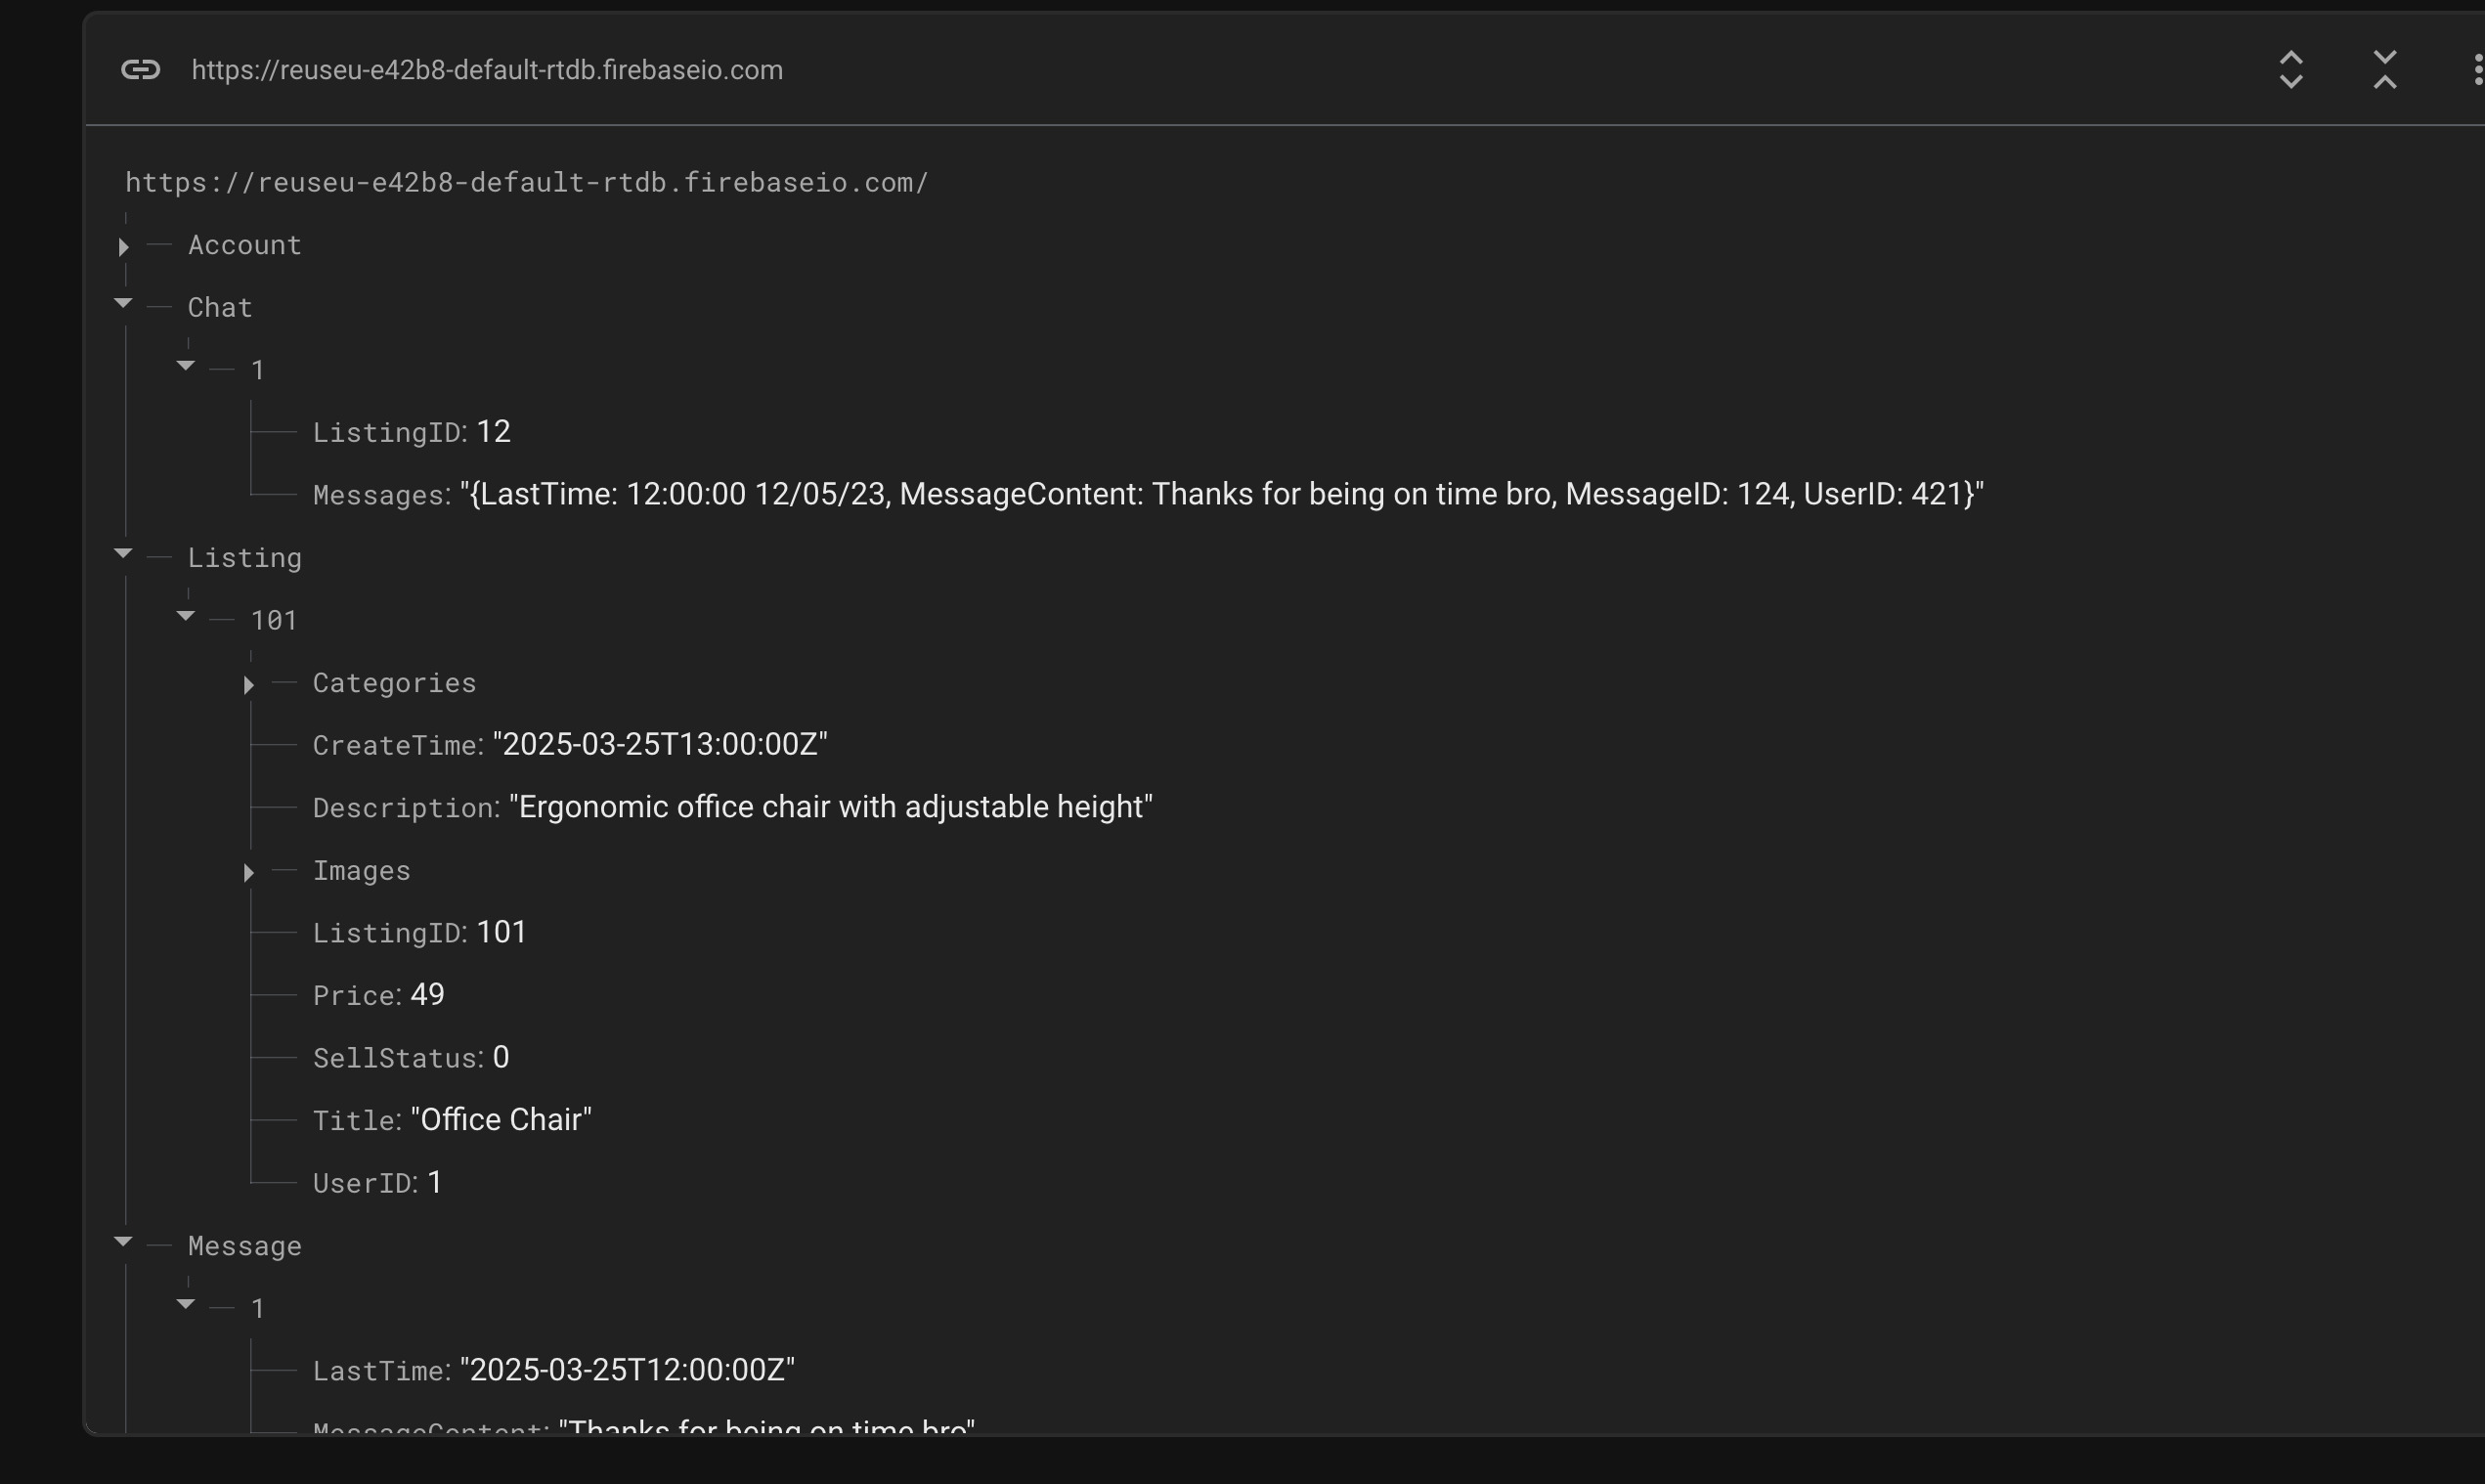 https://reuseu-e42b8-default-rtdb.firebaseio.com
https://reuseu-e42b8-default-rtdb.firebaseio.com/
Account
Chat
1
ListingID: 12
Messages: "{LastTime: 12:00:00 12/05/23, MessageContent: Thanks for being on time bro, MessageID: 124, UserID: 421}"
Listing
101
Categories
CreateTime: "2025-03-25T13:00:00Z"
Description: "Ergonomic office chair with adjustable height"
Images
ListingID: 101
Price: 49
SellStatus: 0
Title: "Office Chair"
UserID: 1
Message
1
LastTime: "2025-03-25T12:00:00Z"
MessageContent: "Thanks for being on time bro"